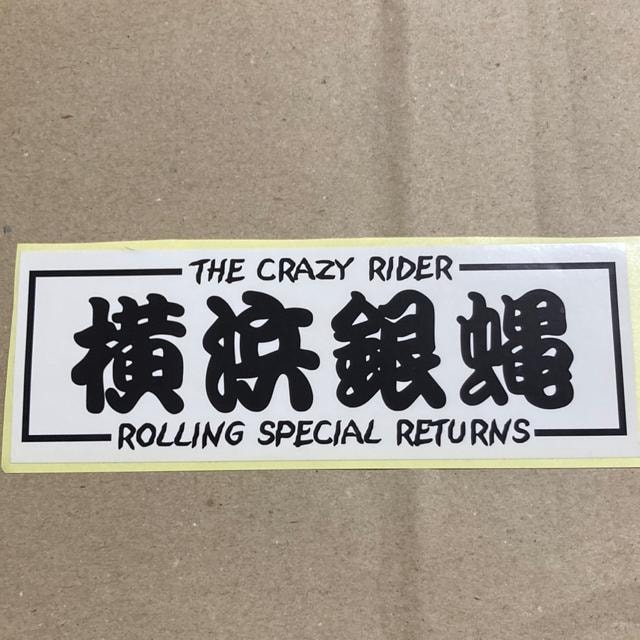 THE CRAZY RIDER
横浜銀蝿
ROLLING SPECIAL RETURNS